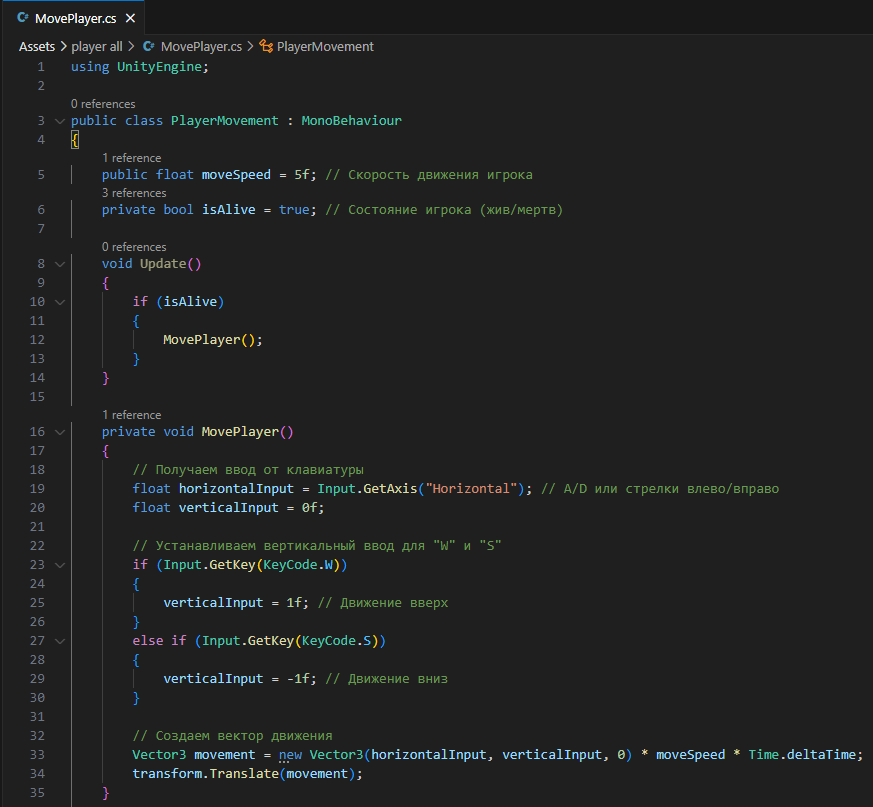 MovePlayer.cs
Assets > player all > MovePlayer.cs > PlayerMovement
1 using UnityEngine;
2
0 references
3 public class PlayerMovement : MonoBehaviour
4 {
1 reference
5 public float moveSpeed = 5f; // Скорость движения игрока
3 references
6 private bool isAlive = true; // Состояние игрока (жив/мертв)
7
0 references
8 void Update()
9 {
10 if (isAlive)
11 {
12 MovePlayer();
13 }
14 }
15
1 reference
16 private void MovePlayer()
17 {
18 // Получаем ввод от клавиатуры
19 float horizontalInput = Input.GetAxis("Horizontal"); // A/D или стрелки влево/вправо
20 float verticalInput = 0f;
21
22 // Устанавливаем вертикальный ввод для "W" и "S"
23 if (Input.GetKey(KeyCode.W))
24 {
25 verticalInput = 1f; // Движение вверх
26 }
27 else if (Input.GetKey(KeyCode.S))
28 {
29 verticalInput = -1f; // Движение вниз
30 }
31
32 // Создаем вектор движения
33 Vector3 movement = new Vector3(horizontalInput, verticalInput, 0) * moveSpeed * Time.deltaTime;
34 transform.Translate(movement);
35 }